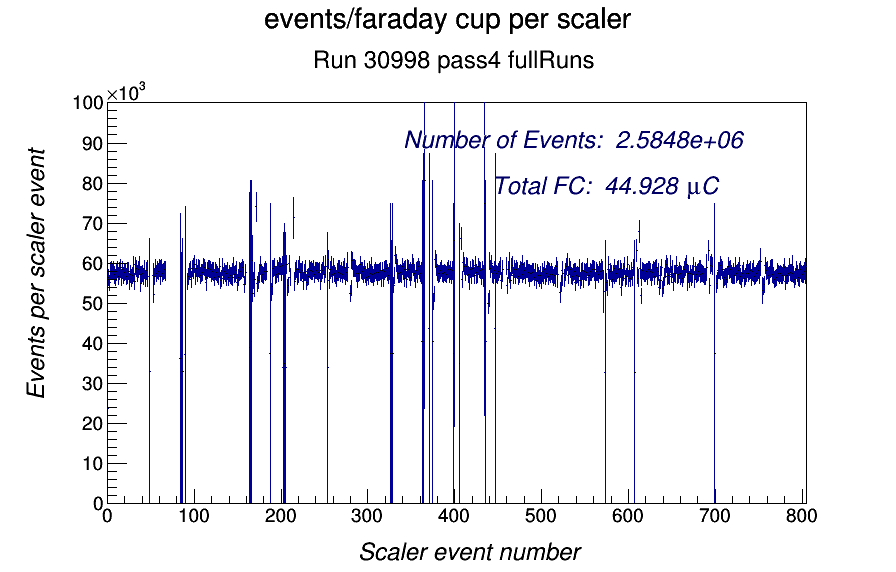 events/faraday cup per scaler
Run 30998 pass4 fullRuns
×10³
100
90
80
70
60
50
40
30
20
10
0
Events per scaler event
Number of Events: 2.5848e+06
Total FC: 44.928 μC
0 100 200 300 400 500 600 700 800
Scaler event number